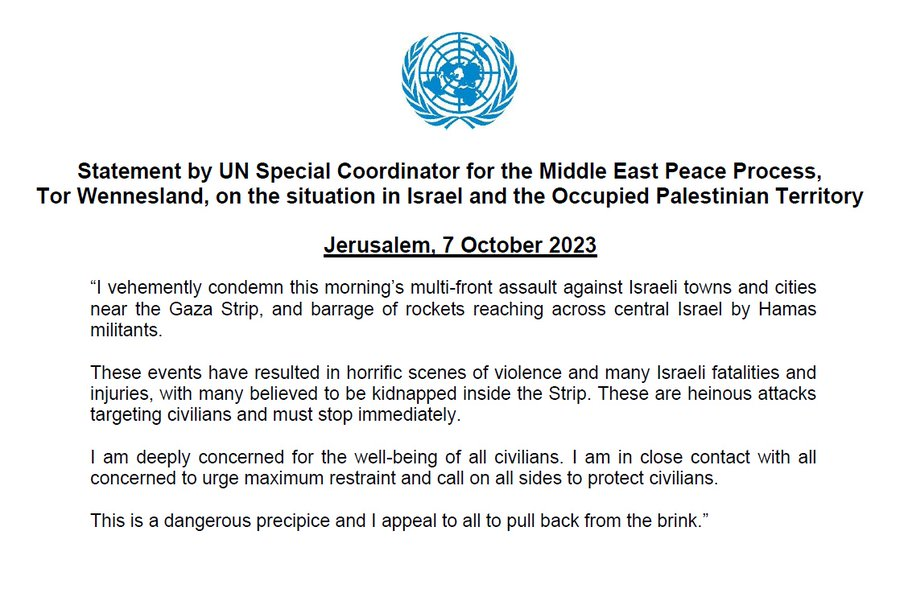 Statement by UN Special Coordinator for the Middle East Peace Process,
Tor Wennesland, on the situation in Israel and the Occupied Palestinian Territory
Jerusalem, 7 October 2023
“I vehemently condemn this morning’s multi-front assault against Israeli towns and cities
near the Gaza Strip, and barrage of rockets reaching across central Israel by Hamas
militants.
These events have resulted in horrific scenes of violence and many Israeli fatalities and
injuries, with many believed to be kidnapped inside the Strip. These are heinous attacks
targeting civilians and must stop immediately.
I am deeply concerned for the well-being of all civilians. I am in close contact with all
concerned to urge maximum restraint and call on all sides to protect civilians.
This is a dangerous precipice and I appeal to all to pull back from the brink.”